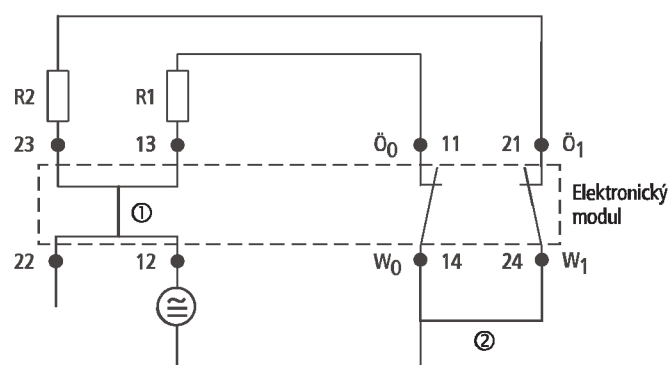 R2 R1
23 13 Ö0 11 21 Ö1
Elektronický
modul
①
22 12 W0 14 24 W1
②